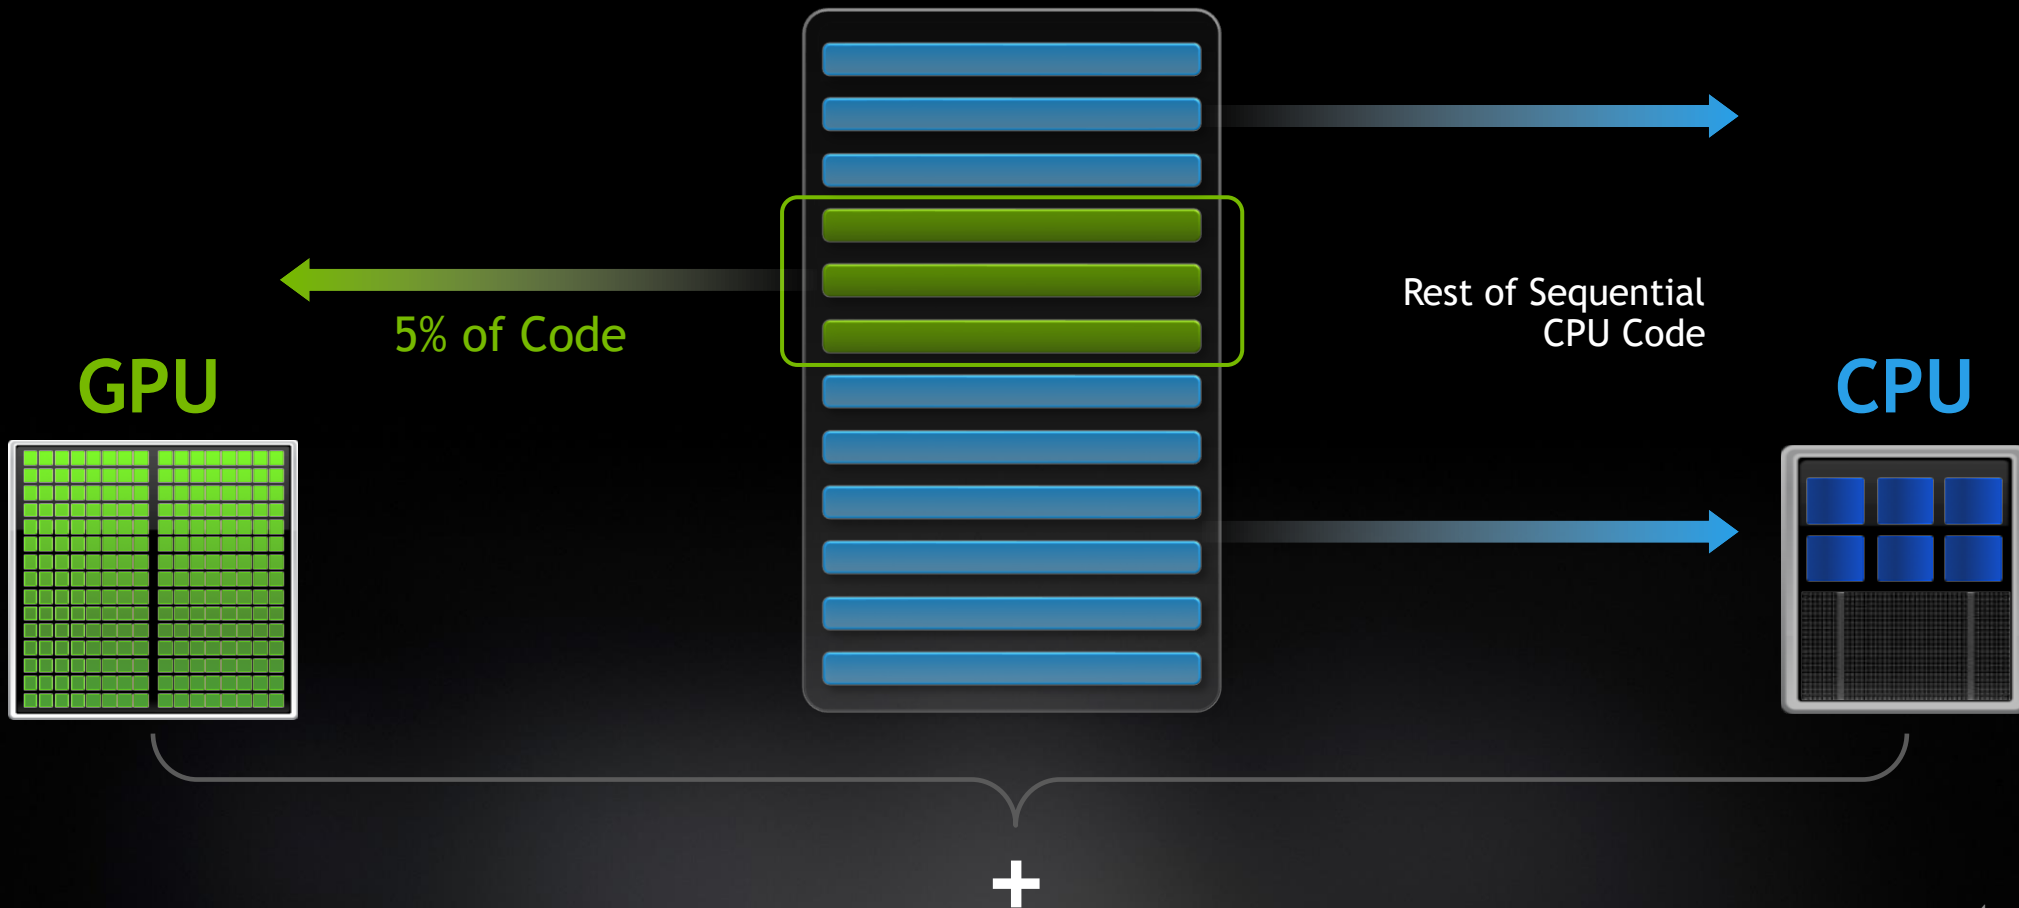 5% of Code
GPU
Rest of Sequential
CPU Code
CPU
+